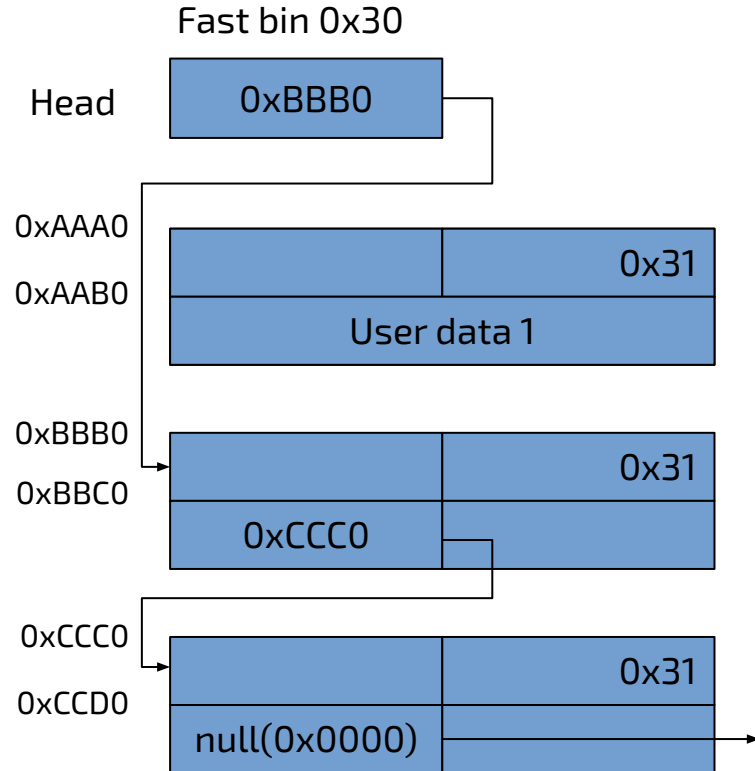 Fast bin 0x30
Head
0xBBB0
0xAAA0
0x31
0xAAB0
User data 1
0xBBB0
0x31
0xBBC0
0xCCC0
0xCCC0
0x31
0xCCD0
null(0x0000)